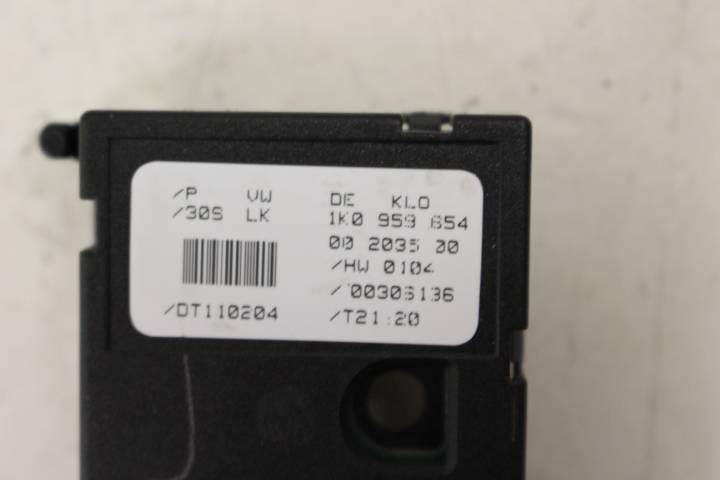 /P VW DE KLO
/30S LK 1K0 959 654
00 2035 00
/HW 0104
/00306136
/DT110204 /T21:20